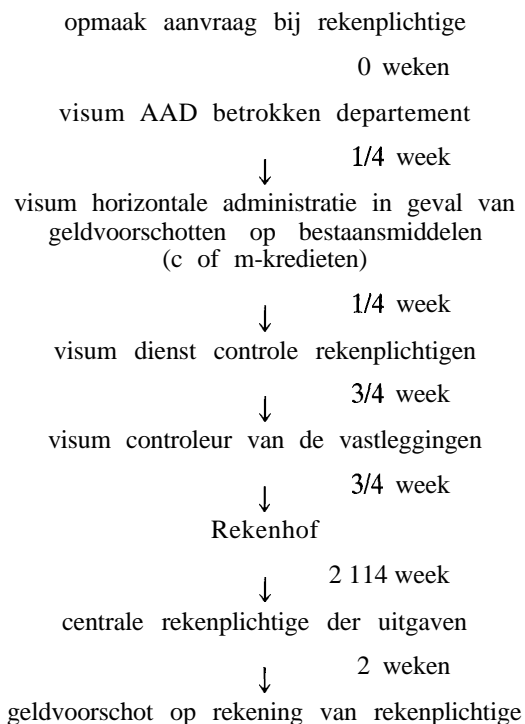 opmaak aanvraag bij rekenplichtige
0 weken
visum AAD betrokken departement
↓ 1/4 week
visum horizontale administratie in geval van
geldvoorschotten op bestaansmiddelen
(c of m-kredieten)
↓ 1/4 week
visum dienst controle rekenplichtigen
↓ 3/4 week
visum controleur van de vastleggingen
↓ 3/4 week
Rekenhof
↓ 2 114 week
centrale rekenplichtige der uitgaven
↓ 2 weken
geldvoorschot op rekening van rekenplichtige